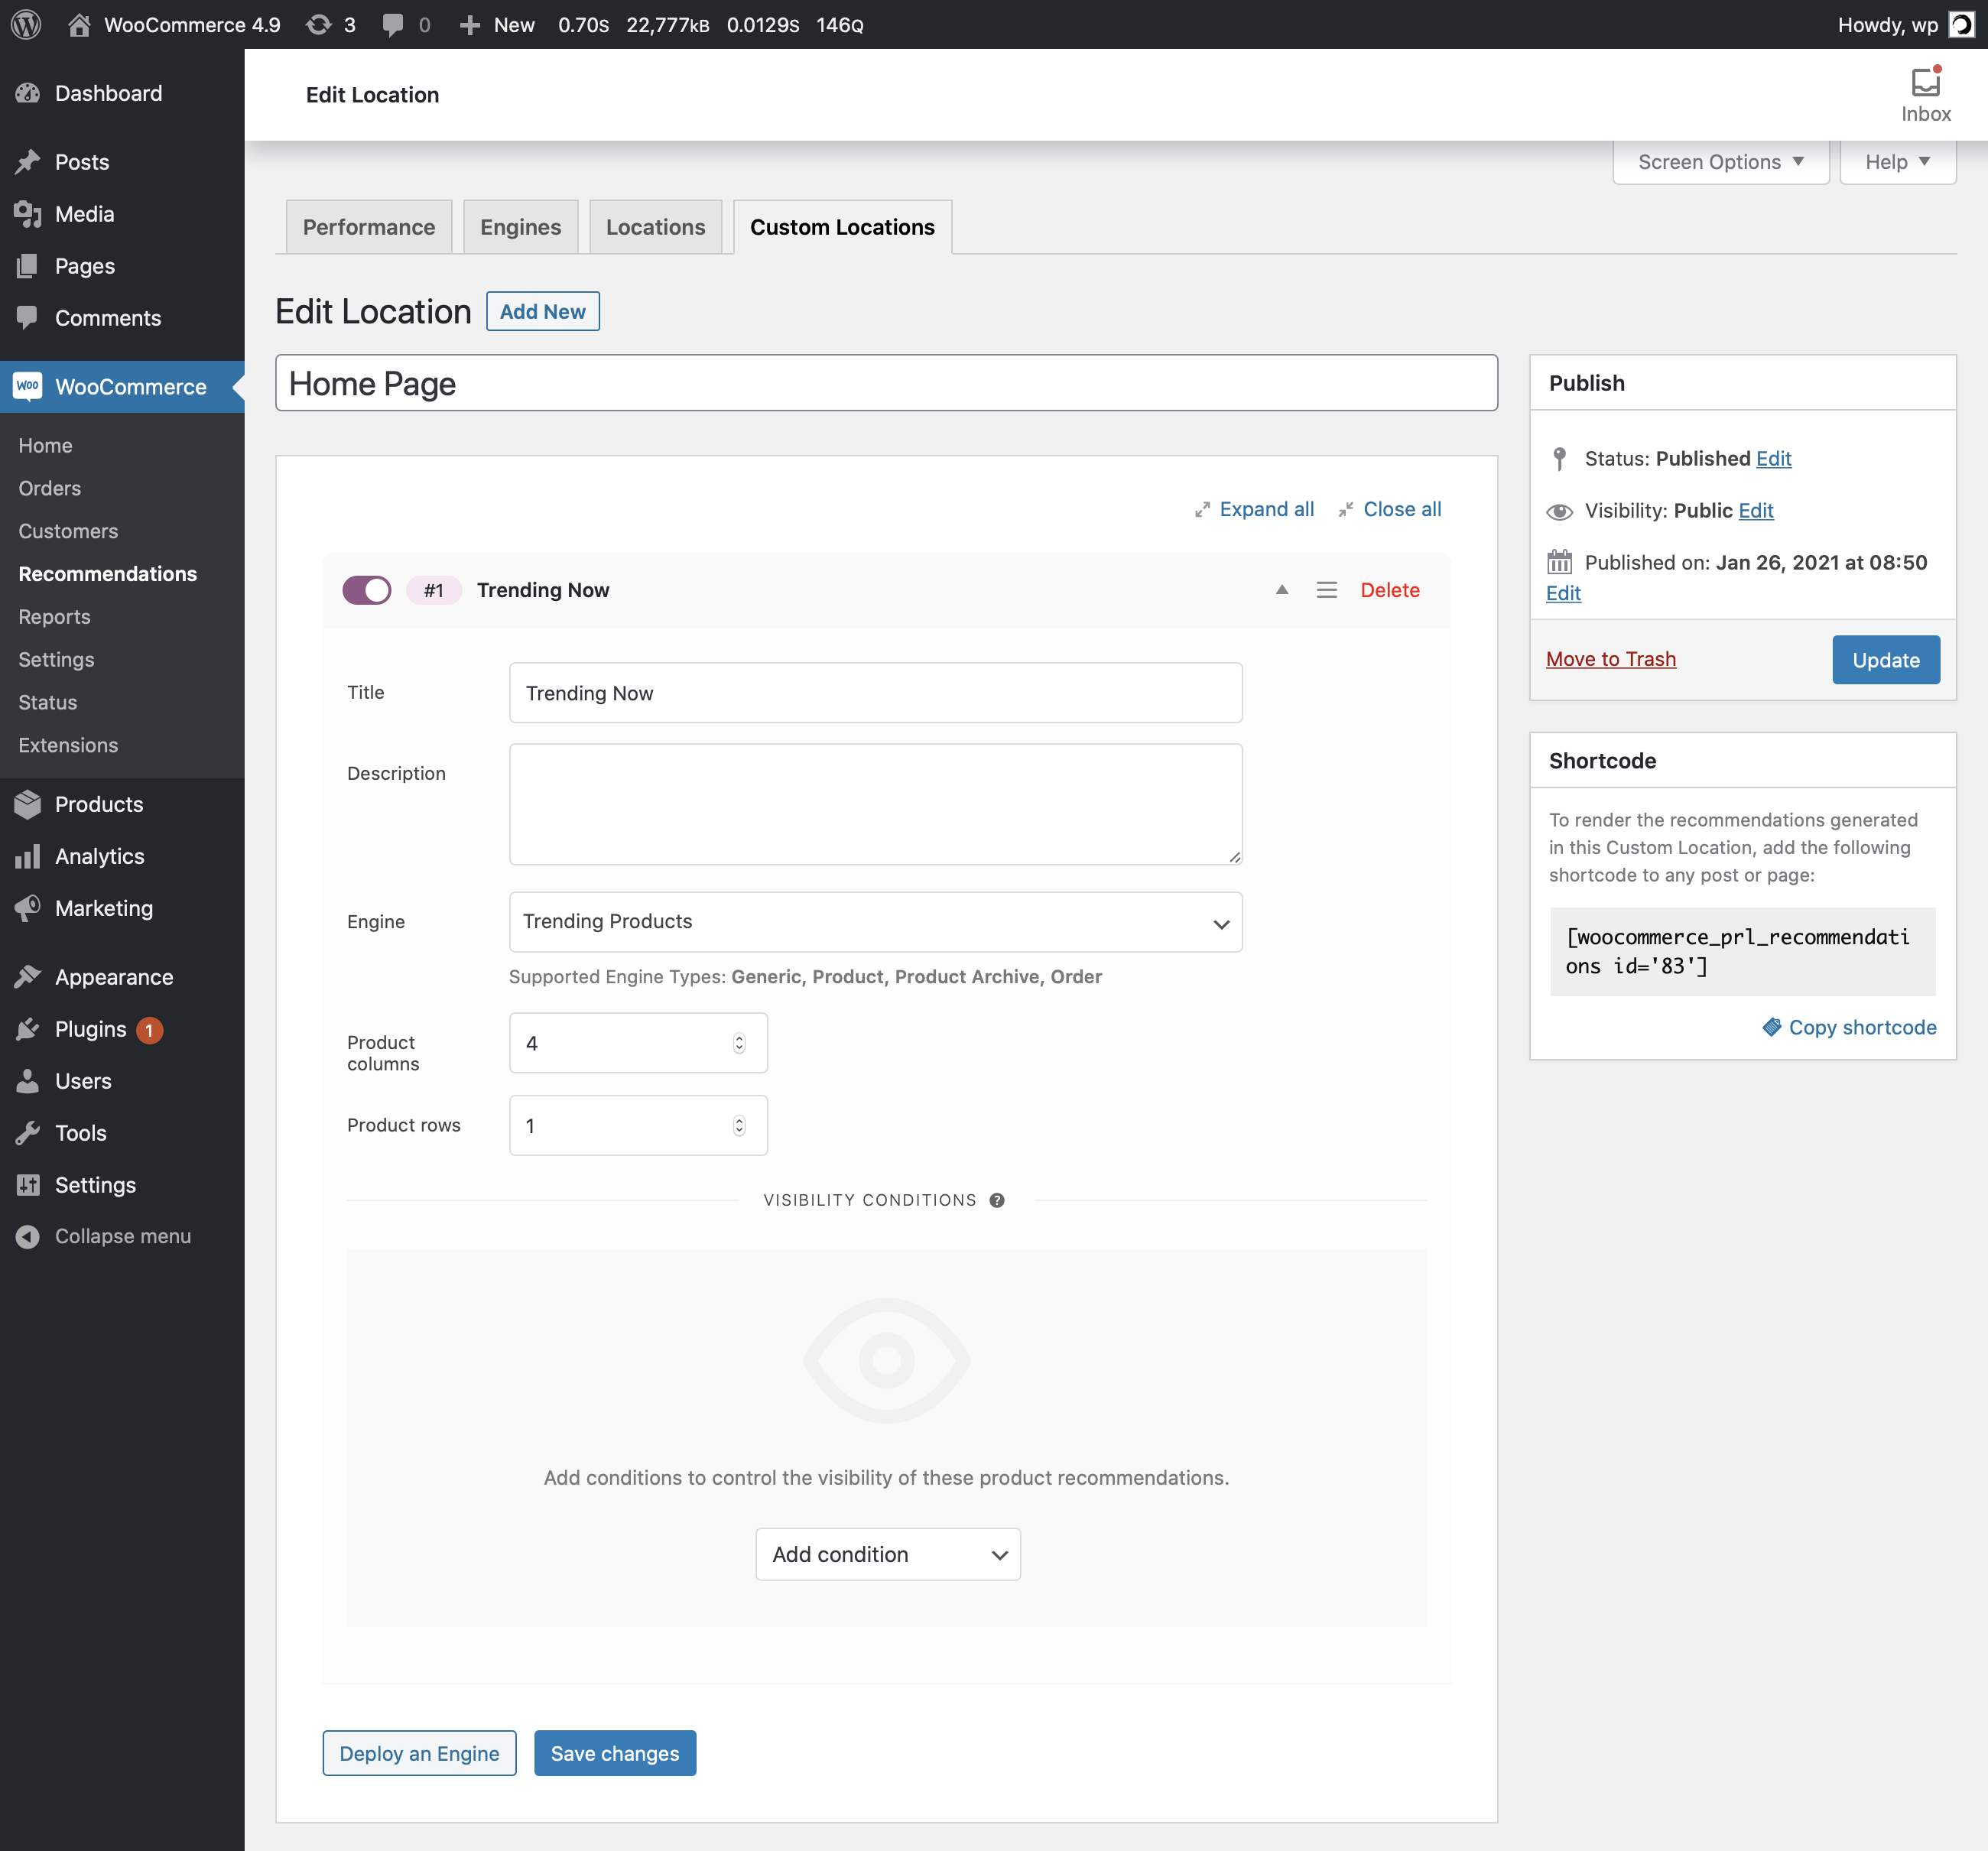 WooCommerce 4.9 3 0 New 0.70S 22,777KB 0.0129S 146Q Howdy, wp
Dashboard
Posts
Media
Pages
Comments
Woo WooCommerce
Home
Orders
Customers
Recommendations
Reports
Settings
Status
Extensions
Products
Analytics
Marketing
Appearance
Plugins 1
Users
Tools
Settings
Collapse menu
Edit Location
Inbox
Screen Options ▼ Help ▼
Performance Engines Locations Custom Locations
Edit Location Add New
Home Page
Expand all Close all
#1 Trending Now Delete
Title Trending Now
Description
Engine Trending Products
Supported Engine Types: Generic, Product, Product Archive, Order
Product
columns
4
Product rows 1
VISIBILITY CONDITIONS ?
Add conditions to control the visibility of these product recommendations.
Add condition
Deploy an Engine Save changes
Publish
Status: Published Edit
Visibility: Public Edit
Published on: Jan 26, 2021 at 08:50
Edit
Move to Trash Update
Shortcode
To render the recommendations generated
in this Custom Location, add the following
shortcode to any post or page:
[woocommerce_prl_recommendati
ons id='83']
Copy shortcode